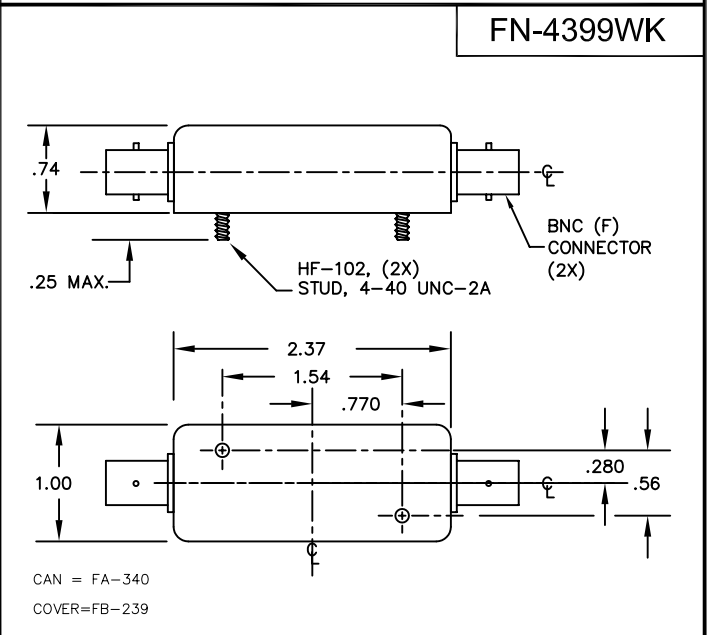 FN-4399WK
.74
℄
BNC (F)
CONNECTOR
(2X)
.25 MAX.
HF-102, (2X)
STUD, 4-40 UNC-2A
2.37
1.54
.770
1.00
.280
.56
℄
℄
CAN = FA-340
COVER=FB-239